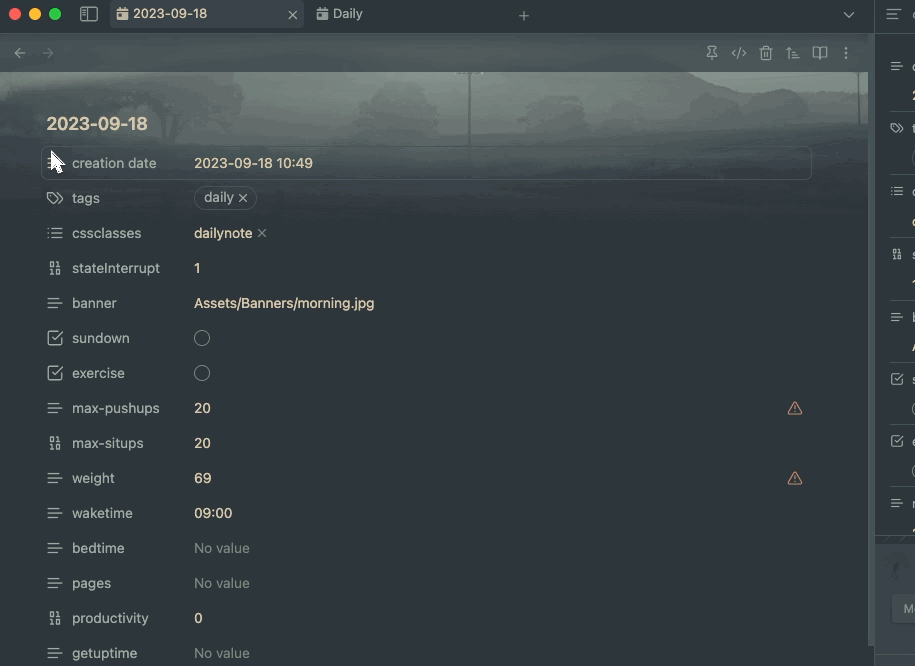 2023-09-18
Daily
2023-09-18
creation date 2023-09-18 10:49
tags daily
cssclasses dailynote
stateInterrupt 1
banner Assets/Banners/morning.jpg
sundown
exercise
max-pushups 20
max-situps 20
weight 69
waketime 09:00
bedtime No value
pages No value
productivity 0
getuptime No value